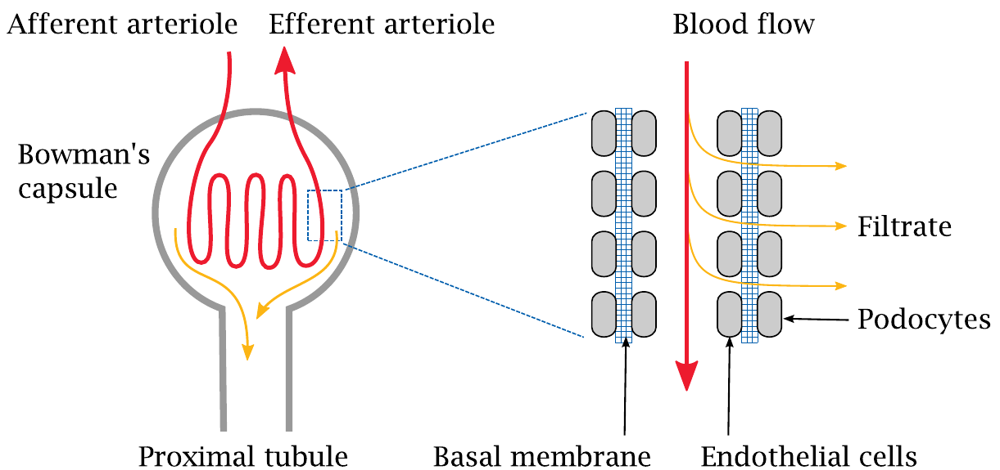 Afferent arteriole
Efferent arteriole
Blood flow
Bowman's
capsule
Filtrate
Podocytes
Proximal tubule
Basal membrane
Endothelial cells